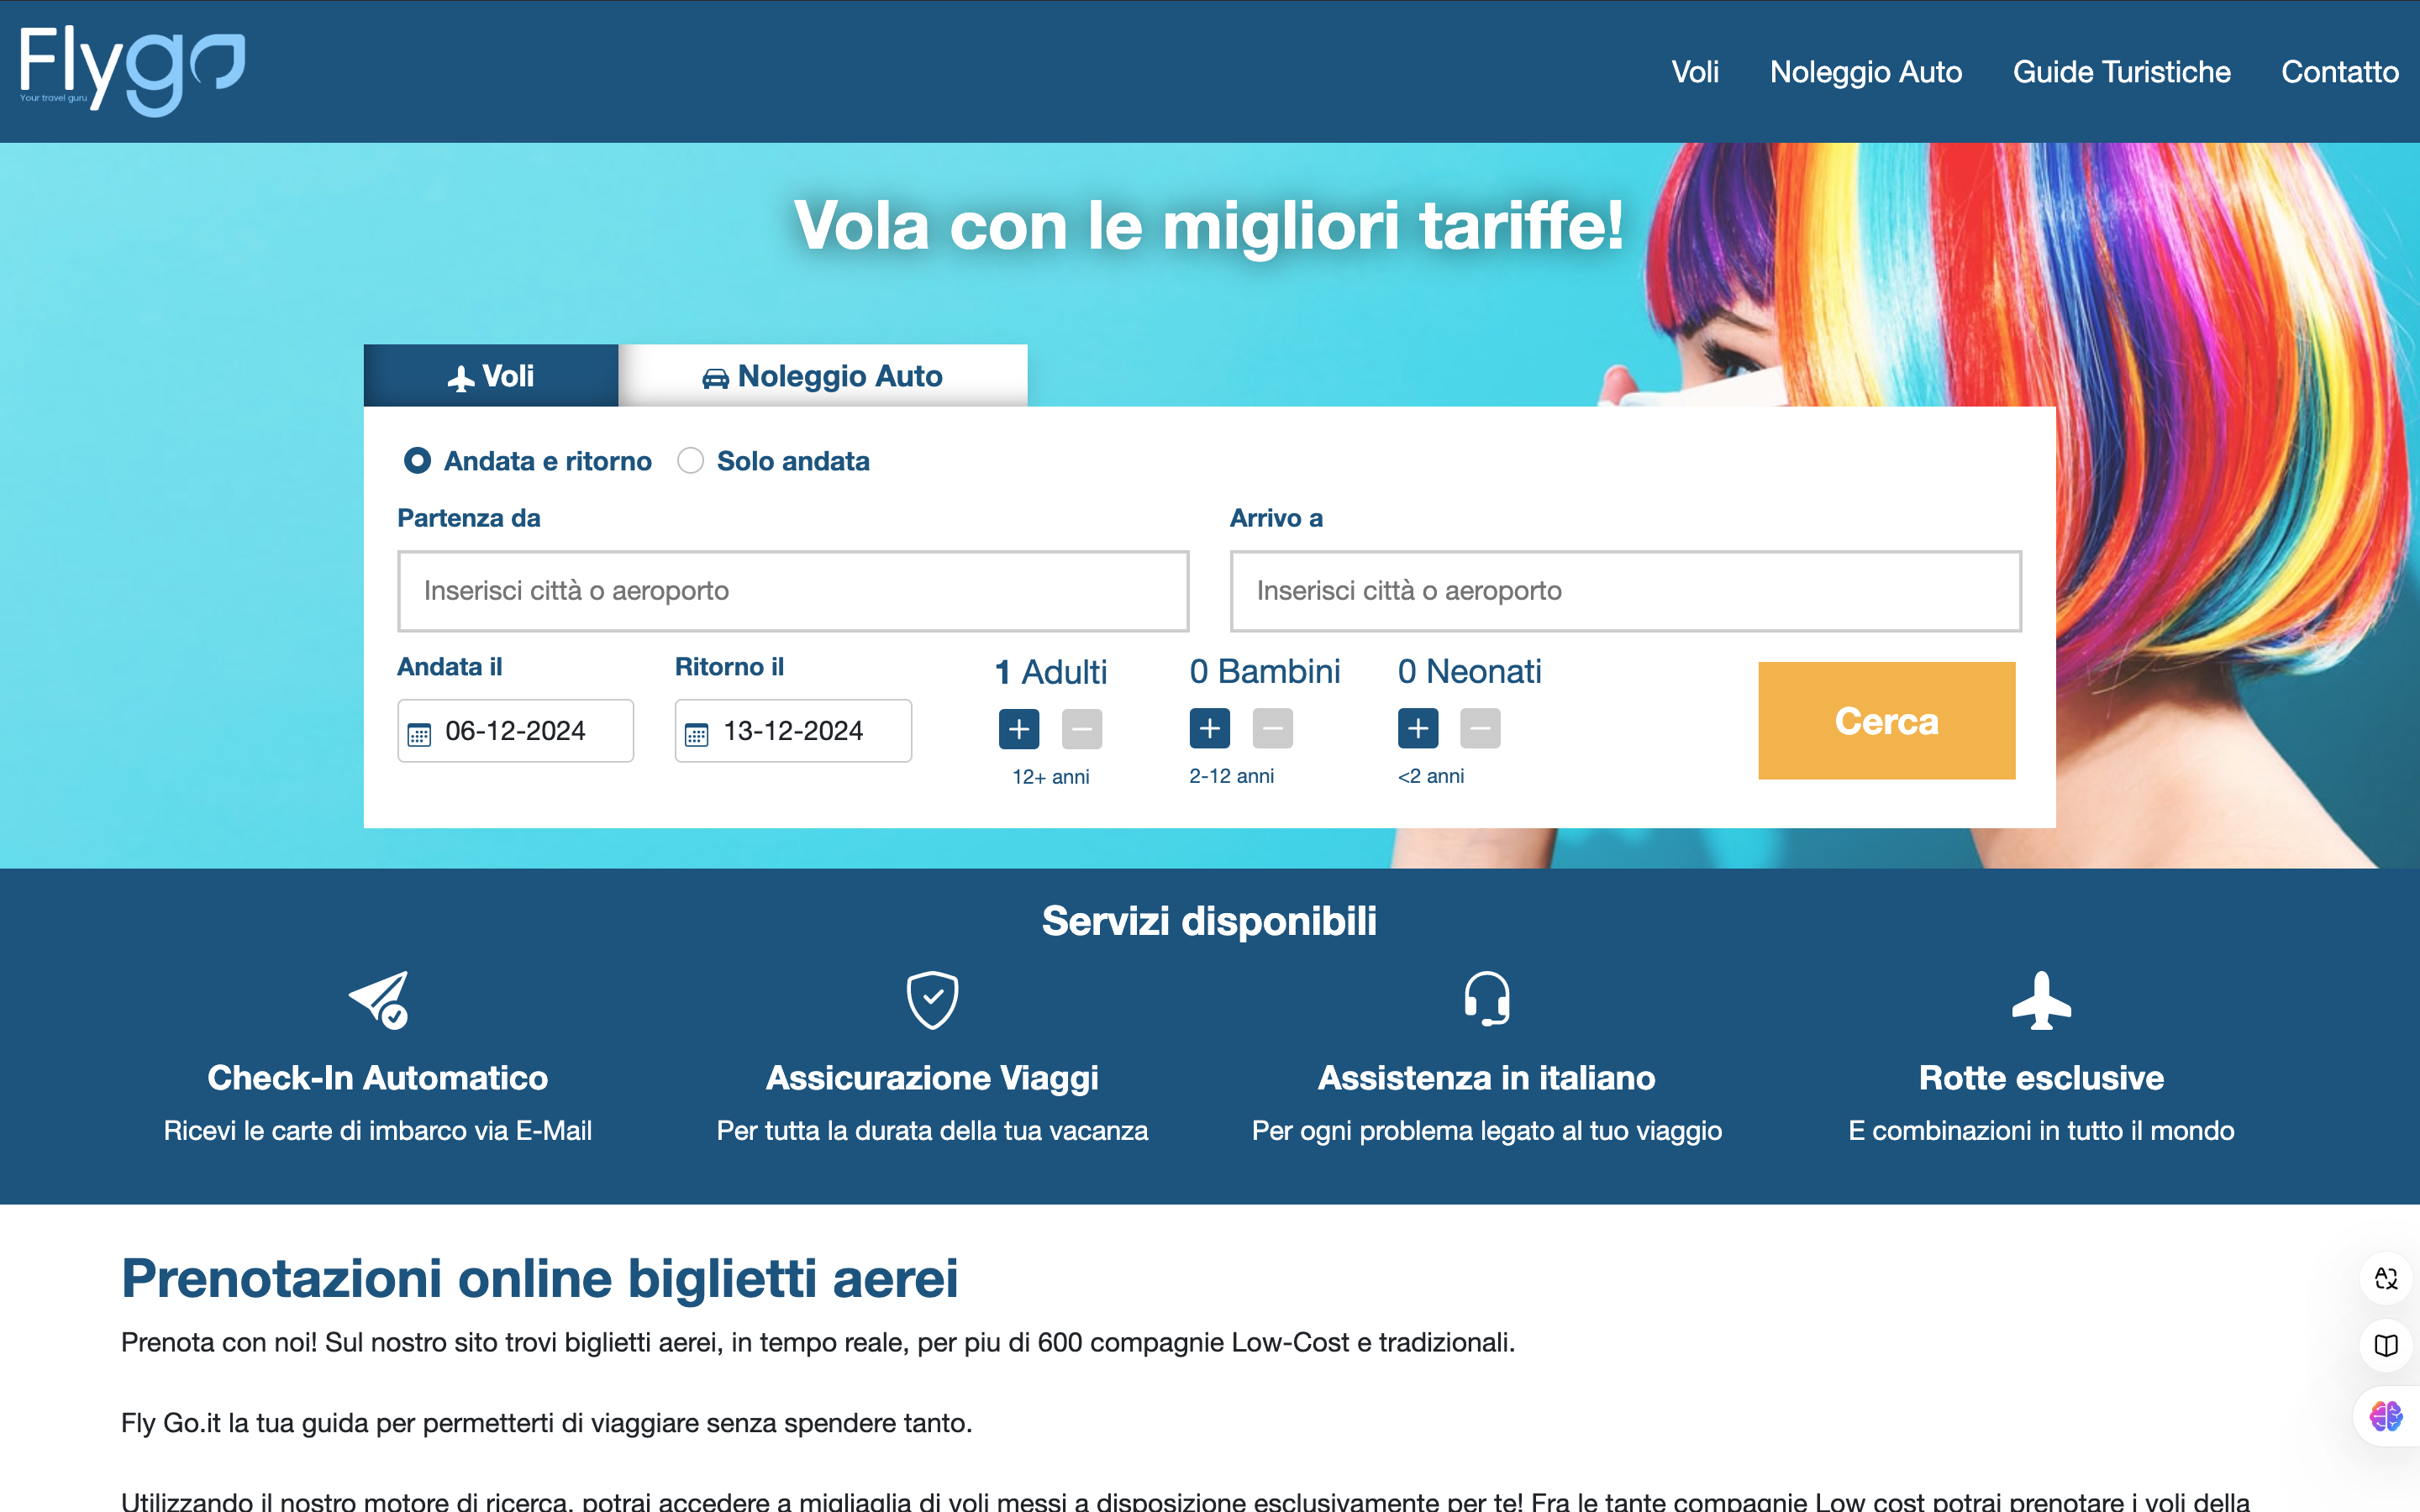 Flygo
Your travel guru
Voli Noleggio Auto Guide Turistiche Contatto
Vola con le migliori tariffe!
Voli Noleggio Auto
Andata e ritorno Solo andata
Partenza da Arrivo a
Inserisci città o aeroporto Inserisci città o aeroporto
Andata il Ritorno il 1 Adulti 0 Bambini 0 Neonati
06-12-2024 13-12-2024 + − + − + − Cerca
12+ anni 2-12 anni <2 anni
Servizi disponibili
Check-In Automatico Assicurazione Viaggi Assistenza in italiano Rotte esclusive
Ricevi le carte di imbarco via E-Mail Per tutta la durata della tua vacanza Per ogni problema legato al tuo viaggio E combinazioni in tutto il mondo
Prenotazioni online biglietti aerei
Prenota con noi! Sul nostro sito trovi biglietti aerei, in tempo reale, per piu di 600 compagnie Low-Cost e tradizionali.
Fly Go.it la tua guida per permetterti di viaggiare senza spendere tanto.
Utilizzando il nostro motore di ricerca, potrai accedere a migliaglia di voli messi a disposizione esclusivamente per te! Fra le tante compagnie Low cost potrai prenotare i voli della